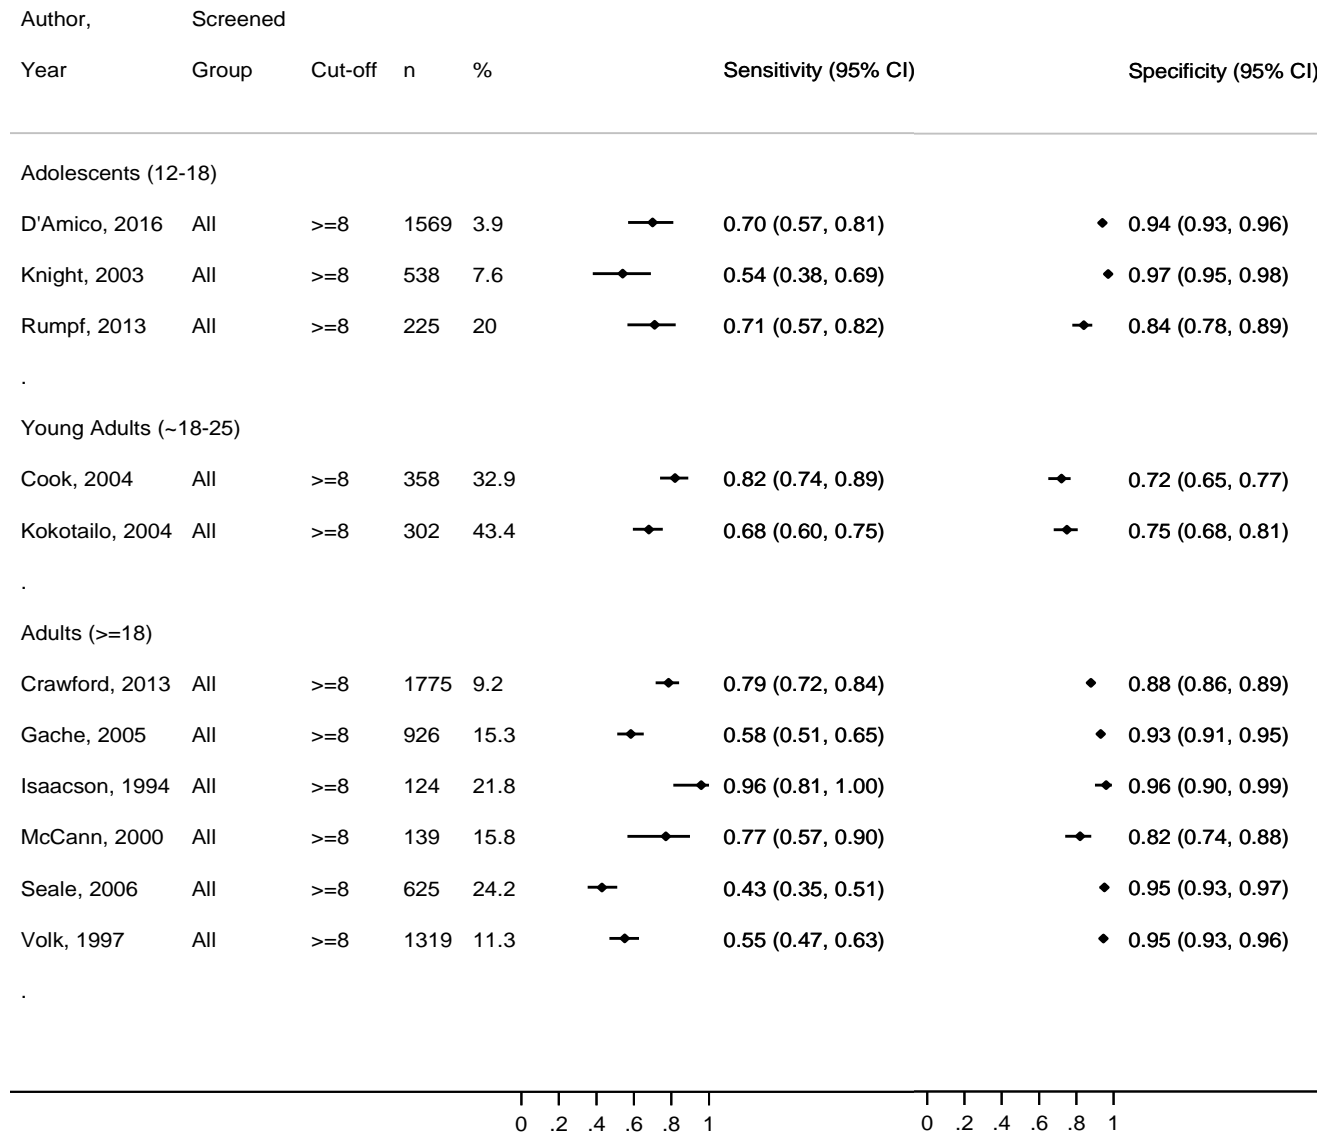 Author, Screened
Year Group Cut-off n % Sensitivity (95% CI) Specificity (95% CI)
Adolescents (12-18)
D'Amico, 2016 All >=8 1569 3.9 0.70 (0.57, 0.81) 0.94 (0.93, 0.96)
Knight, 2003 All >=8 538 7.6 0.54 (0.38, 0.69) 0.97 (0.95, 0.98)
Rumpf, 2013 All >=8 225 20 0.71 (0.57, 0.82) 0.84 (0.78, 0.89)
.
Young Adults (~18-25)
Cook, 2004 All >=8 358 32.9 0.82 (0.74, 0.89) 0.72 (0.65, 0.77)
Kokotailo, 2004 All >=8 302 43.4 0.68 (0.60, 0.75) 0.75 (0.68, 0.81)
.
Adults (>=18)
Crawford, 2013 All >=8 1775 9.2 0.79 (0.72, 0.84) 0.88 (0.86, 0.89)
Gache, 2005 All >=8 926 15.3 0.58 (0.51, 0.65) 0.93 (0.91, 0.95)
Isaacson, 1994 All >=8 124 21.8 0.96 (0.81, 1.00) 0.96 (0.90, 0.99)
McCann, 2000 All >=8 139 15.8 0.77 (0.57, 0.90) 0.82 (0.74, 0.88)
Seale, 2006 All >=8 625 24.2 0.43 (0.35, 0.51) 0.95 (0.93, 0.97)
Volk, 1997 All >=8 1319 11.3 0.55 (0.47, 0.63) 0.95 (0.93, 0.96)
.
0 .2 .4 .6 .8 1 0 .2 .4 .6 .8 1